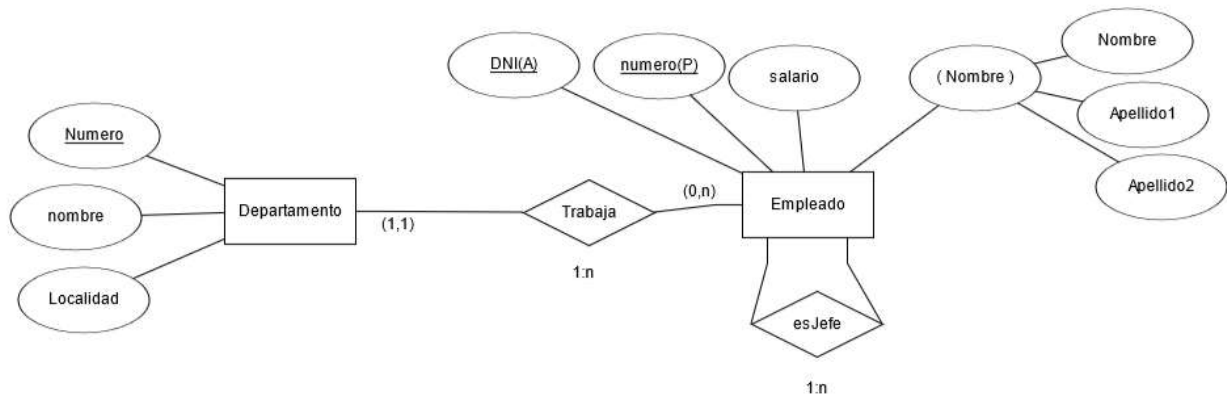 Nombre
DNI(A)
numero(P)
salario
( Nombre )
Apellido1
Numero
Apellido2
nombre
Departamento
(1,1)
Trabaja
(0,n)
Empleado
1:n
Localidad
esJefe
1:n